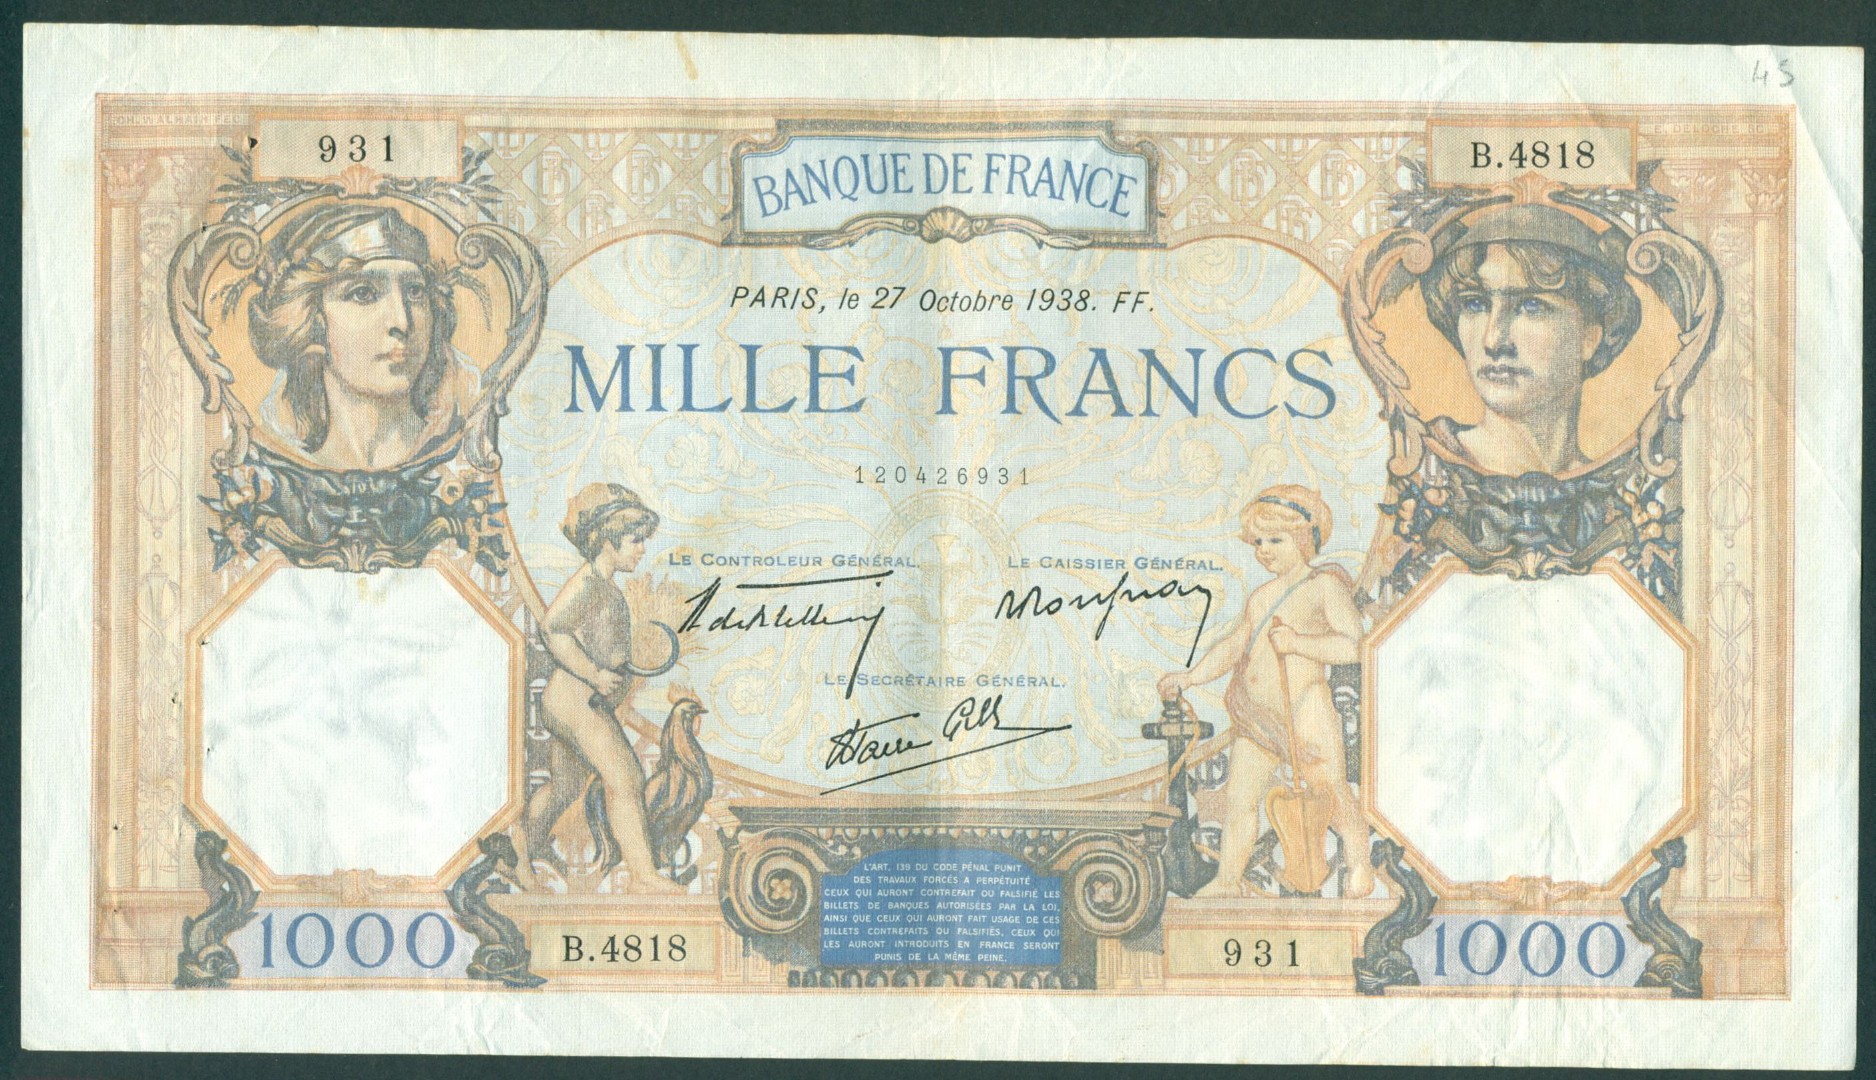 45
931
B.4818
BANQUE DE FRANCE
PARIS, le 27 Octobre 1938. FF.
MILLE FRANCS
120426931
LE CONTROLEUR GÉNÉRAL.
LE CAISSIER GÉNÉRAL.
LE SECRÉTAIRE GÉNÉRAL.
L'ART. 139 DU CODE PÉNAL PUNIT
DES TRAVAUX FORCÉS A PERPÉTUITÉ
CEUX QUI AURONT CONTREFAIT OU FALSIFIÉ LES
BILLETS DE BANQUES AUTORISÉES PAR LA LOI,
AINSI QUE CEUX QUI AURONT FAIT USAGE DE CES
BILLETS CONTREFAITS OU FALSIFIÉS, CEUX QUI
LES AURONT INTRODUITS EN FRANCE SERONT
PUNIS DE LA MÊME PEINE.
1000
B.4818
931
1000